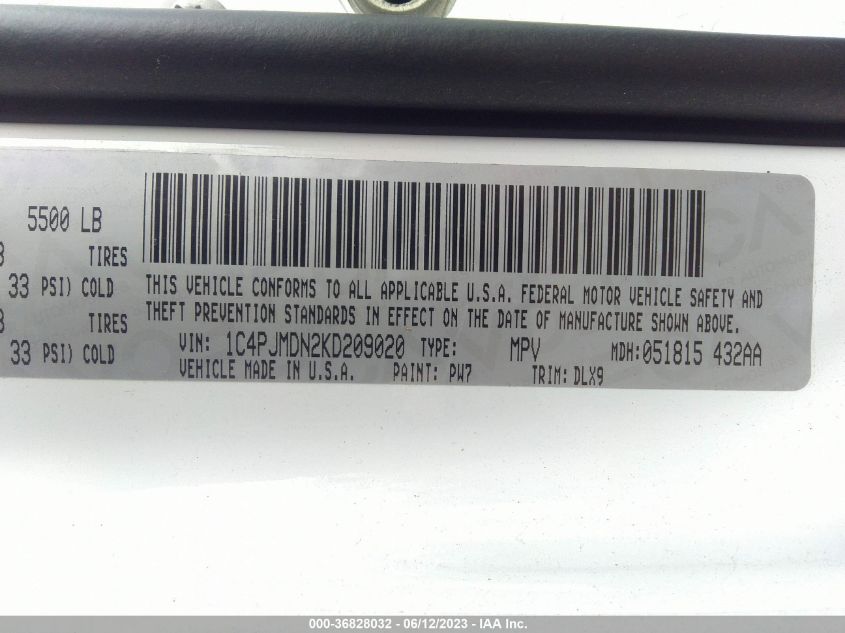 5500 LB
TIRES
33 PSI) COLD
TIRES
33 PSI) COLD
THIS VEHICLE CONFORMS TO ALL APPLICABLE U.S.A. FEDERAL MOTOR VEHICLE SAFETY AND
THEFT PREVENTION STANDARDS IN EFFECT ON THE DATE OF MANUFACTURE SHOWN ABOVE.
VIN: 1C4PJMDN2KD209020 TYPE: MPV MDH: 051815 432AA
VEHICLE MADE IN U.S.A. PAINT: PW7 TRIM: DLX9
000-36828032 - 06/12/2023 - IAA Inc.